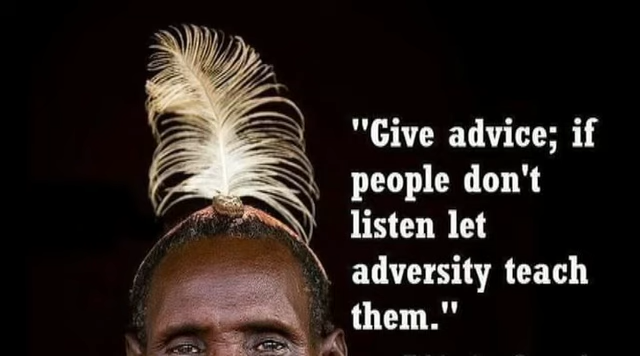 "Give advice; if
people don't
listen let
adversity teach
them."